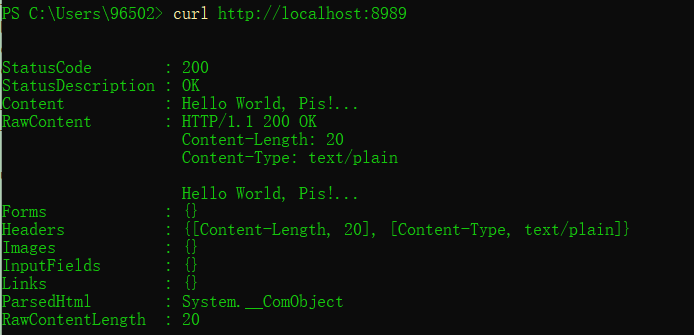 PS C:\Users\96502> curl http://localhost:8989
StatusCode        : 200
StatusDescription : OK
Content           : Hello World, Pis!...
RawContent        : HTTP/1.1 200 OK
                    Content-Length: 20
                    Content-Type: text/plain
                    Hello World, Pis!...
Forms             : {}
Headers           : {[Content-Length, 20], [Content-Type, text/plain]}
Images            : {}
InputFields       : {}
Links             : {}
ParsedHtml        : System.__ComObject
RawContentLength  : 20